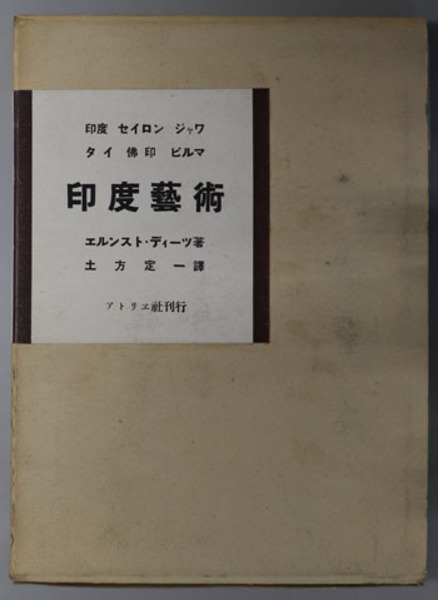 印度 セイロン ジャワ
タイ 佛印 ビルマ
印度藝術
エルンスト・ディーツ著
土方定一譯
アトリエ社刊行